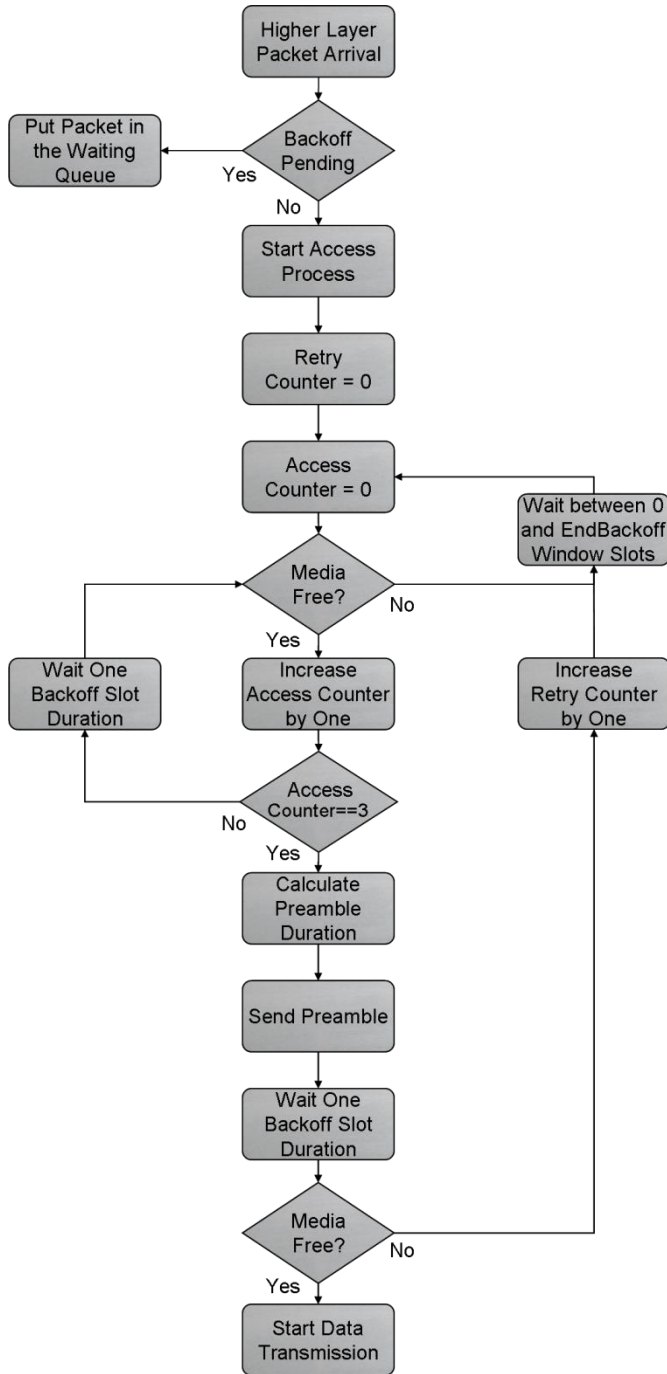 Higher Layer
Packet Arrival
Put Packet in
the Waiting
Queue
Backoff
Pending
Yes
No
Start Access
Process
Retry
Counter = 0
Access
Counter = 0
Wait between 0
and EndBackoff
Window Slots
Media
Free?
No
Yes
Wait One
Backoff Slot
Duration
Increase
Access Counter
by One
Increase
Retry Counter
by One
Access
Counter==3
No
Yes
Calculate
Preamble
Duration
Send Preamble
Wait One
Backoff Slot
Duration
Media
Free?
No
Yes
Start Data
Transmission